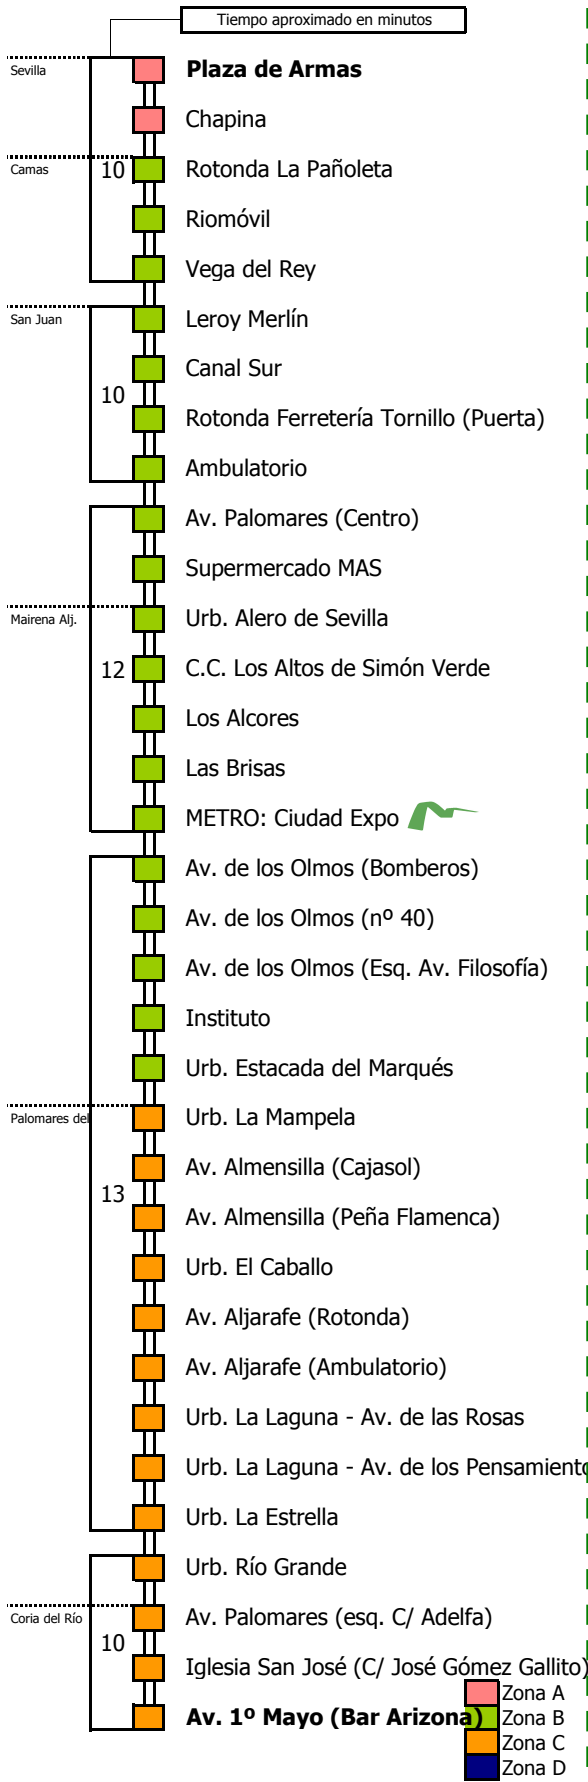 Tiempo aproximado en minutos
Sevilla
Plaza de Armas
Chapina
Camas
10
Rotonda La Pañoleta
Riomóvil
Vega del Rey
San Juan
Leroy Merlín
Canal Sur
10
Rotonda Ferretería Tornillo (Puerta)
Ambulatorio
Av. Palomares (Centro)
Supermercado MAS
Mairena Alj.
Urb. Alero de Sevilla
12
C.C. Los Altos de Simón Verde
Los Alcores
Las Brisas
METRO: Ciudad Expo
Av. de los Olmos (Bomberos)
Av. de los Olmos (nº 40)
Av. de los Olmos (Esq. Av. Filosofía)
Instituto
Urb. Estacada del Marqués
Palomares del
Urb. La Mampela
Av. Almensilla (Cajasol)
13
Av. Almensilla (Peña Flamenca)
Urb. El Caballo
Av. Aljarafe (Rotonda)
Av. Aljarafe (Ambulatorio)
Urb. La Laguna - Av. de las Rosas
Urb. La Laguna - Av. de los Pensamiento
Urb. La Estrella
Urb. Río Grande
Coria del Río
Av. Palomares (esq. C/ Adelfa)
10
Iglesia San José (C/ José Gómez Gallito)
Av. 1º Mayo (Bar Arizona)
Zona A
Zona B
Zona C
Zona D